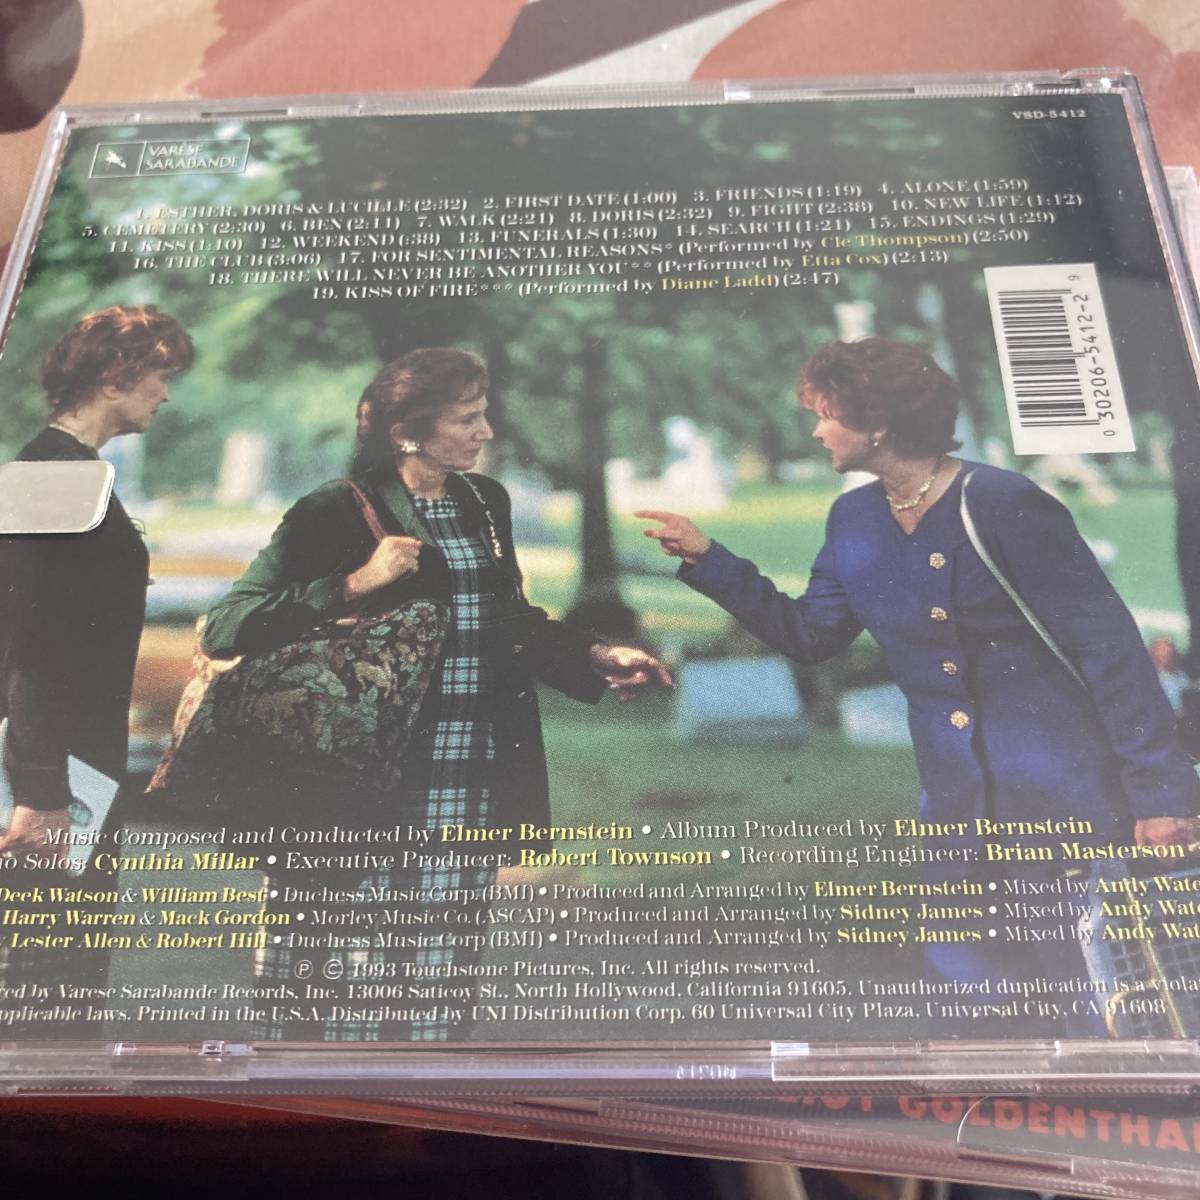 VSD-5412
VARÈSE
SARABANDE
1. ESTHER, DORIS & LUCILLE (2:32) 2. FIRST DATE (1:00) 3. FRIENDS (1:19) 4. ALONE (1:59)
5. CEMETERY (2:30) 6. BEN (2:11) 7. WALK (2:21) 8. DORIS (2:32) 9. FIGHT (2:38) 10. NEW LIFE (1:12)
11. KISS (1:10) 12. WEEKEND (:38) 13. FUNERALS (1:30) 14. SEARCH (1:21) 15. ENDINGS (1:29)
16. THE CLUB (3:06) 17. FOR SENTIMENTAL REASONS* (Performed by Cle Thompson) (2:50)
18. THERE WILL NEVER BE ANOTHER YOU** (Performed by Etta Cox) (2:13)
19. KISS OF FIRE*** (Performed by Diane Ladd) (2:47)
0 30206-5412-2 9
Music Composed and Conducted by Elmer Bernstein • Album Produced by Elmer Bernstein
Solos: Cynthia Millar • Executive Producer: Robert Townson • Recording Engineer: Brian Masterson •
Deek Watson & William Best • Duchess Music Corp. (BMI) • Produced and Arranged by Elmer Bernstein • Mixed by Andy
Harry Warren & Mack Gordon • Morley Music Co. (ASCAP) • Produced and Arranged by Sidney James • Mixed by Andy
Lester Allen & Robert Hill • Duchess Music Corp (BMI) • Produced and Arranged by Sidney James • Mixed by Andy
℗ © 1993 Touchstone Pictures, Inc. All rights reserved.
by Varese Sarabande Records, Inc. 13006 Saticoy St., North Hollywood, California 91605. Unauthorized duplication is a
applicable laws. Printed in the U.S.A. Distributed by UNI Distribution Corp. 60 Universal City Plaza, Universal City, CA 91608
GOLDENTHA